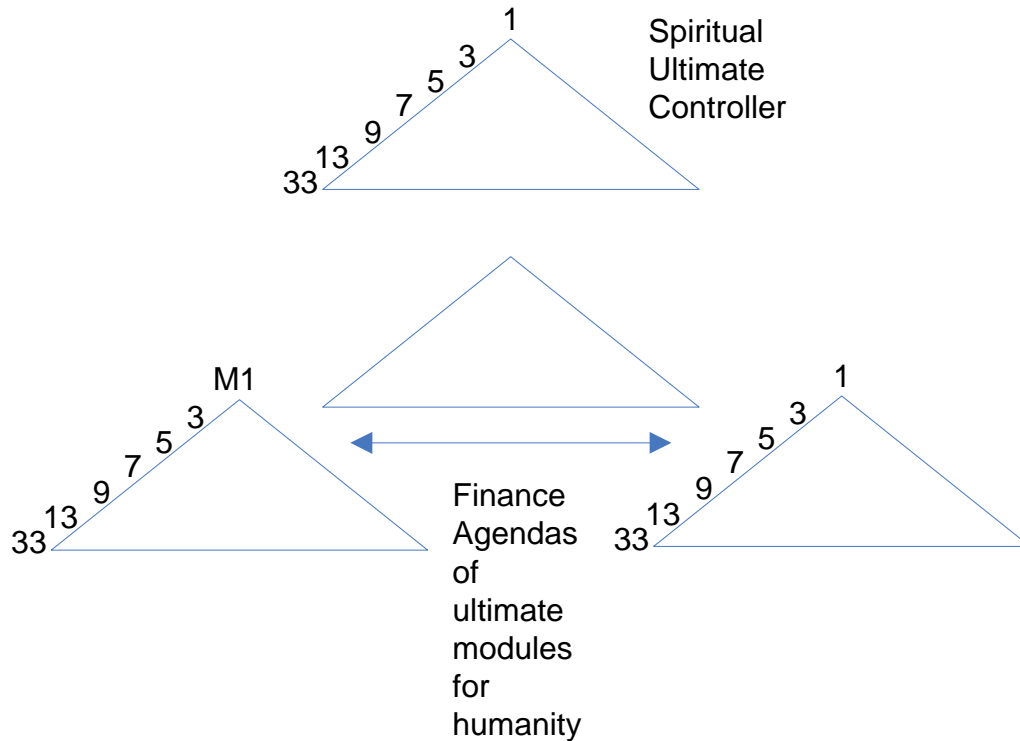 1
3
5
7
9
13
33
Spiritual
Ultimate
Controller
M1
3
5
7
9
13
33
Finance
Agendas
of
ultimate
modules
for
humanity
1
3
5
7
9
13
33